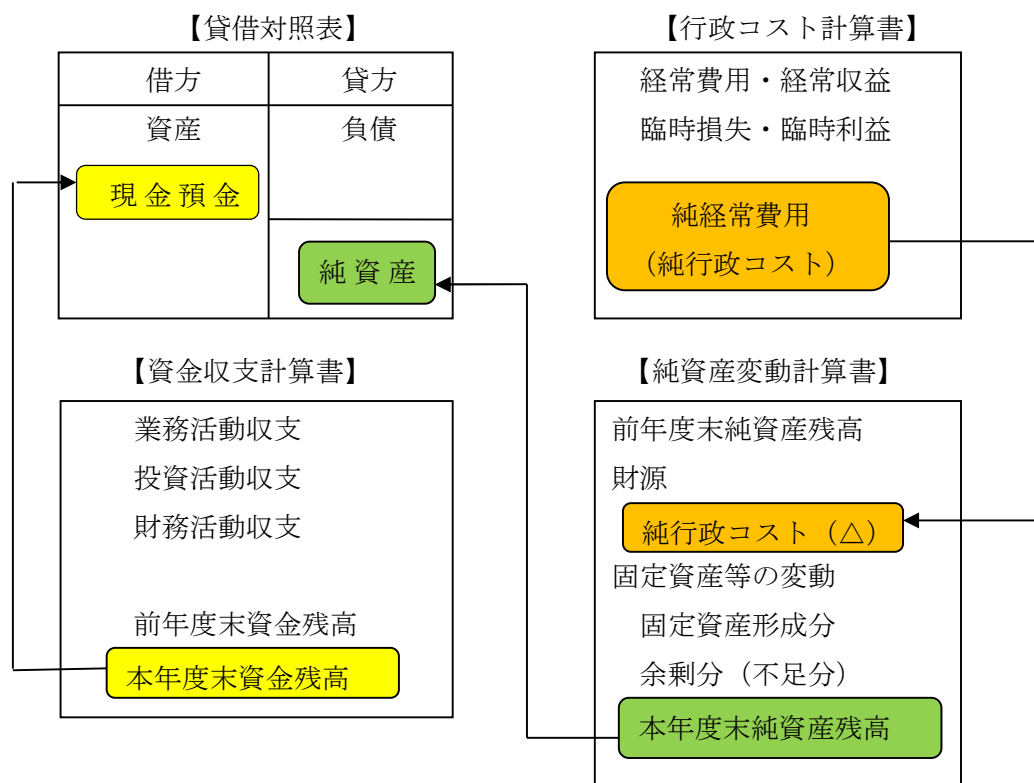 【貸借対照表】
借方
貸方
資産
負債
現 金 預 金
純 資 産
【行政コスト計算書】
経常費用・経常収益
臨時損失・臨時利益
純経常費用
（純行政コスト）
【資金収支計算書】
業務活動収支
投資活動収支
財務活動収支
前年度末資金残高
本年度末資金残高
【純資産変動計算書】
前年度末純資産残高
財源
純行政コスト（△）
固定資産等の変動
固定資産形成分
余剰分（不足分）
本年度末純資産残高